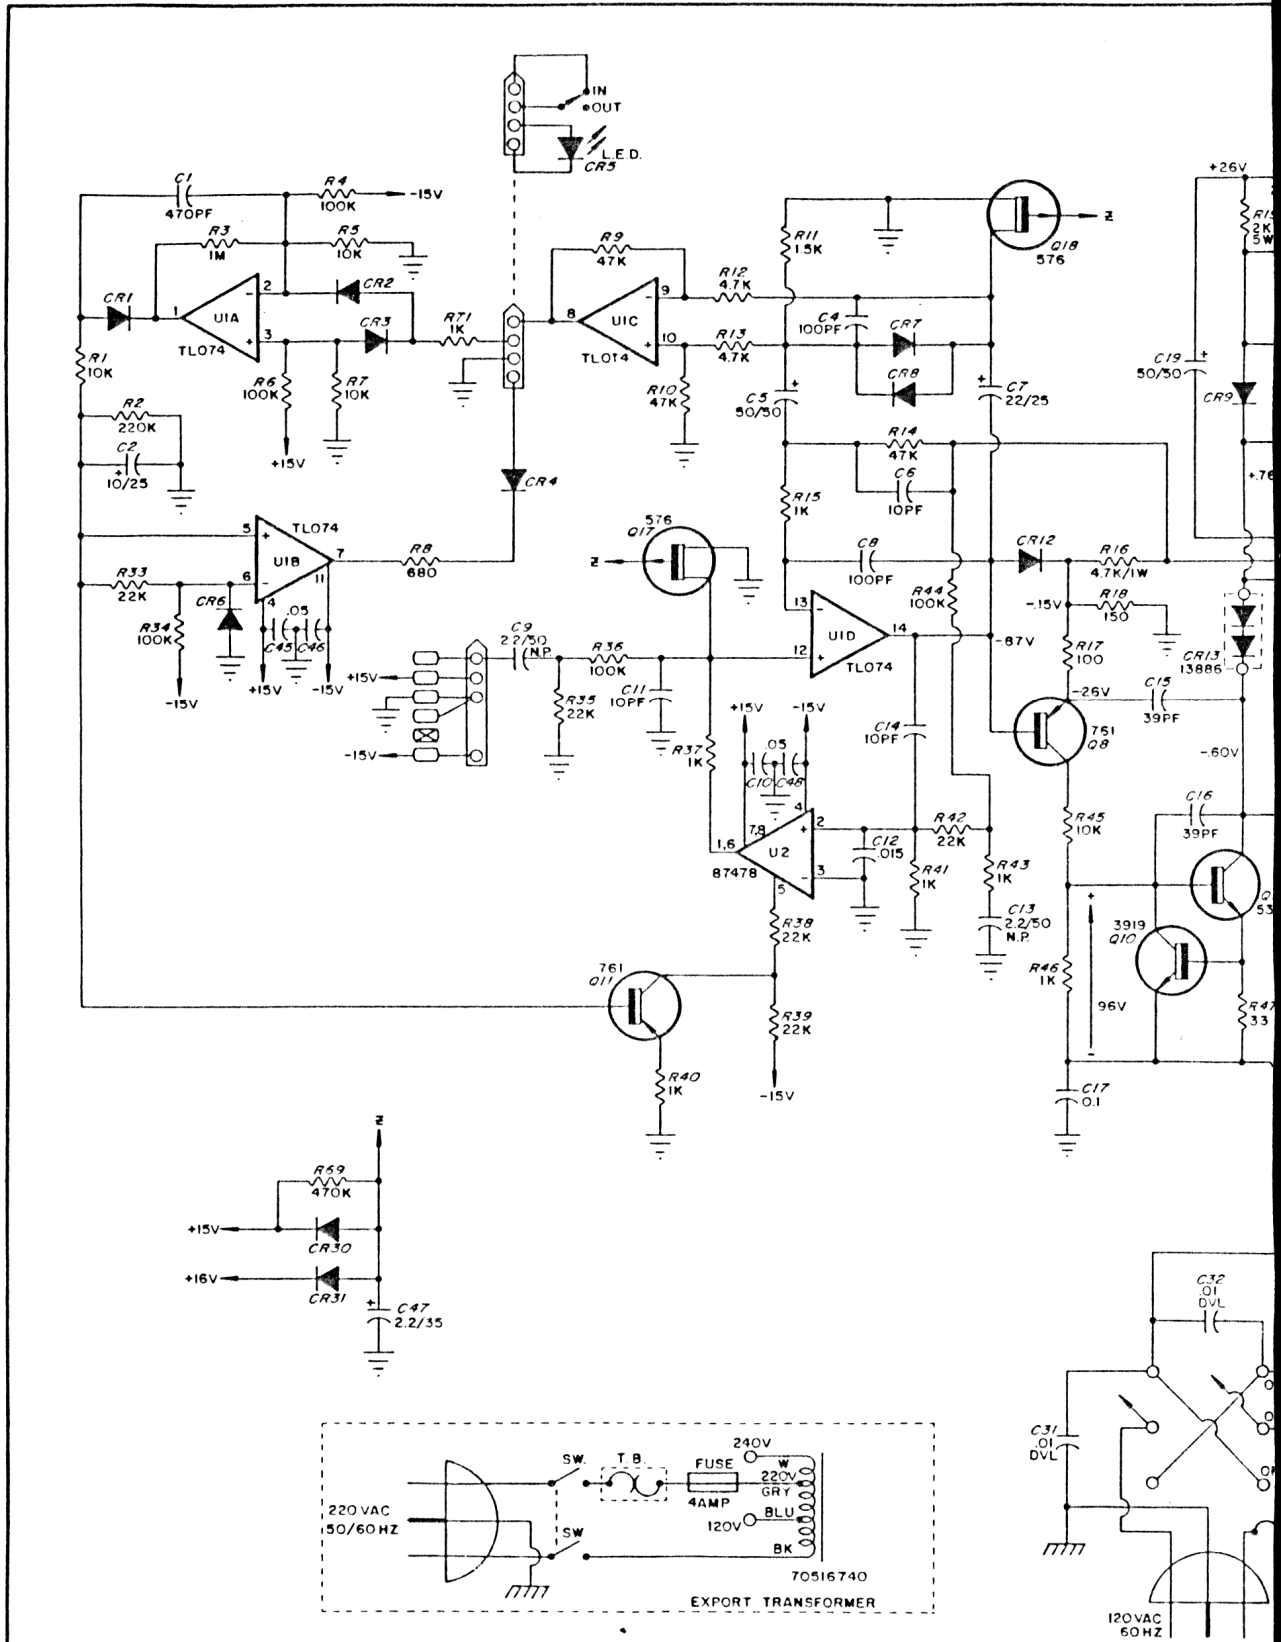 IN
OUT
L.E.D.
CR5
C1
470PF
R4
100K
-15V
R3
1M
R5
10K
CR2
CR1
1
U1A
2
3
TL074
CR3
R71
1K
R1
10K
R6
100K
R7
10K
+15V
R2
220K
C2
+
10/25
R9
47K
8
U1C
9
10
TL0T4
R12
4.7K
R13
4.7K
R10
47K
R11
1.5K
C4
100PF
CR7
CR8
C5
50/50
+
C7
22/25
+
Z
Q18
576
+26V
R15
2K
5W
C19
50/50
+
CR9
+.76
CR4
R14
47K
C6
10PF
R15
1K
5
6
TL074
U1B
7
11
4
R8
680
R33
22K
CR6
R34
100K
.05
C45
C46
-15V
+15V
-15V
576
Q17
Z
C8
100PF
R44
100K
CR12
R16
4.7K/1W
-.15V
R18
150
R17
100
CR13
13886
13
12
U1D
14
TL074
-.87V
C9
2.2/50
N.P.
R36
100K
R35
22K
C11
10PF
+15V
-15V
R37
1K
+15V
-15V
.05
C10
C48
C14
10PF
-.26V
C15
39PF
761
Q8
-.60V
C16
39PF
1,6
7,8
4
2
3
5
U2
87478
C12
.015
R42
22K
R41
1K
R43
1K
C13
2.2/50
N.P.
R45
10K
R38
22K
R39
22K
-15V
761
Q11
R40
1K
R46
1K
+
96V
-
3919
Q10
Q
53
R47
33
C17
0.1
Z
R69
470K
+15V
CR30
+16V
CR31
+
C47
2.2/35
C32
.01
DVL
C31
.01
DVL
120VAC
60HZ
220 VAC
50/60 HZ
SW.
SW
T.B.
FUSE
4AMP
240V
W
220V
GRY
120V
BLU
BK
70516740
EXPORT TRANSFORMER